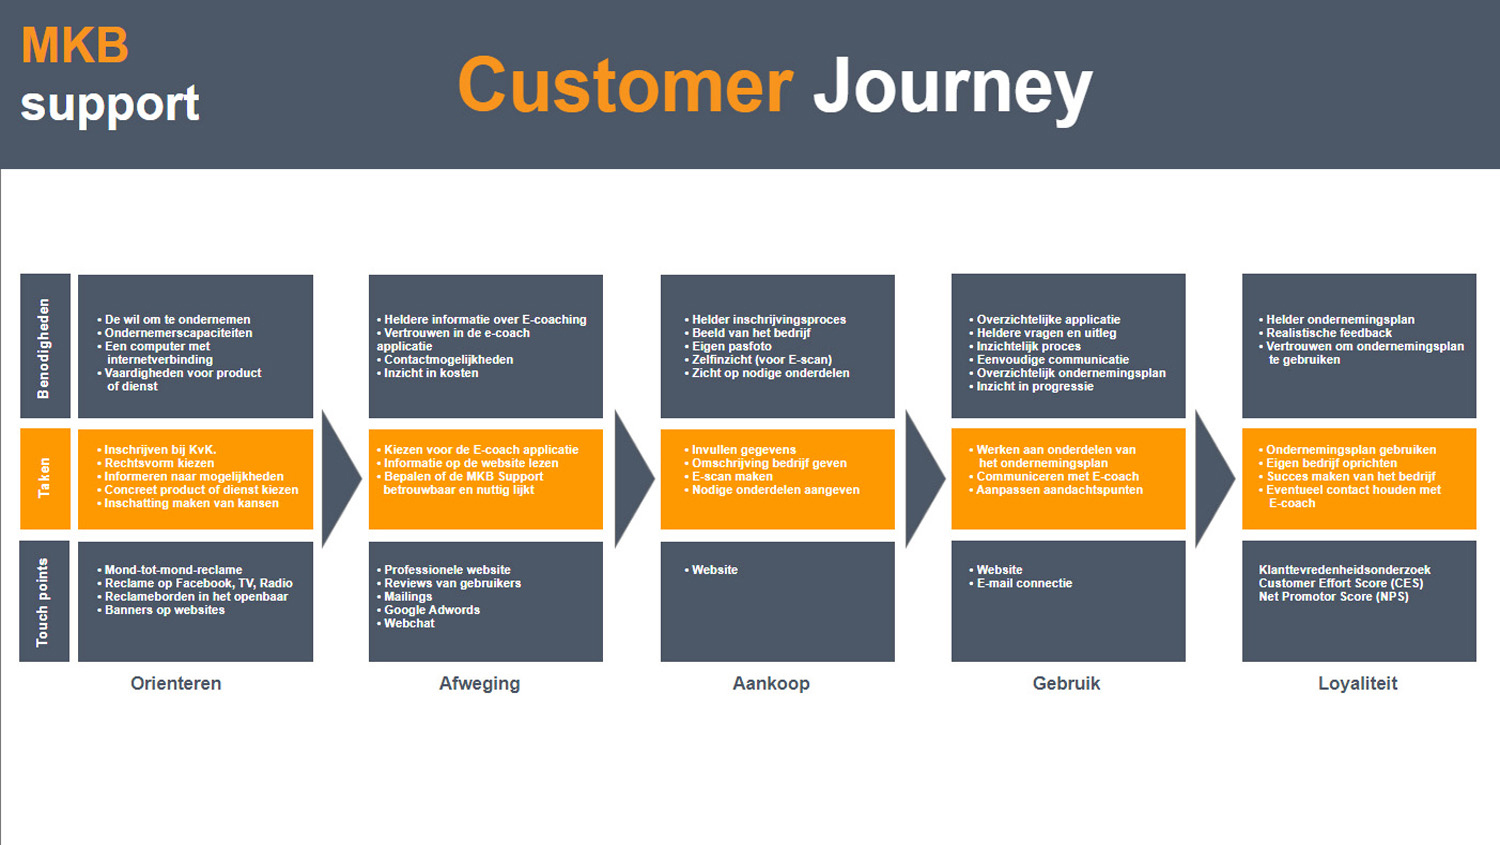 MKB
support
Customer Journey
Benodigheden
• De wil om te ondernemen
• Ondernemerscapaciteiten
• Een computer met
internetverbinding
• Vaardigheden voor product
of dienst
• Heldere informatie over E-coaching
• Vertrouwen in de e-coach
applicatie
• Contactmogelijkheden
• Inzicht in kosten
• Helder inschrijvingsproces
• Beeld van het bedrijf
• Eigen pasfoto
• Zelfinzicht (voor E-scan)
• Zicht op nodige onderdelen
• Overzichtelijke applicatie
• Heldere vragen en uitleg
• Inzichtelijk proces
• Eenvoudige communicatie
• Overzichtelijk ondernemingsplan
• Inzicht in progressie
• Helder ondernemingsplan
• Realistische feedback
• Vertrouwen om ondernemingsplan
te gebruiken
Taken
• Inschrijven bij KvK.
• Rechtsvorm kiezen
• Informeren naar mogelijkheden
• Concreet product of dienst kiezen
• Inschatting maken van kansen
• Kiezen voor de E-coach applicatie
• Informatie op de website lezen
• Bepalen of de MKB Support
betrouwbaar en nuttig lijkt
• Invullen gegevens
• Omschrijving bedrijf geven
• E-scan maken
• Nodige onderdelen aangeven
• Werken aan onderdelen van
het ondernemingsplan
• Communiceren met E-coach
• Aanpassen aandachtspunten
• Ondernemingsplan gebruiken
• Eigen bedrijf oprichten
• Succes maken van het bedrijf
• Eventueel contact houden met
E-coach
Touch points
• Mond-tot-mond-reclame
• Reclame op Facebook, TV, Radio
• Reclameborden in het openbaar
• Banners op websites
• Professionele website
• Reviews van gebruikers
• Mailings
• Google Adwords
• Webchat
• Website
• Website
• E-mail connectie
Klanttevredenheidsonderzoek
Customer Effort Score (CES)
Net Promotor Score (NPS)
Orienteren
Afweging
Aankoop
Gebruik
Loyaliteit